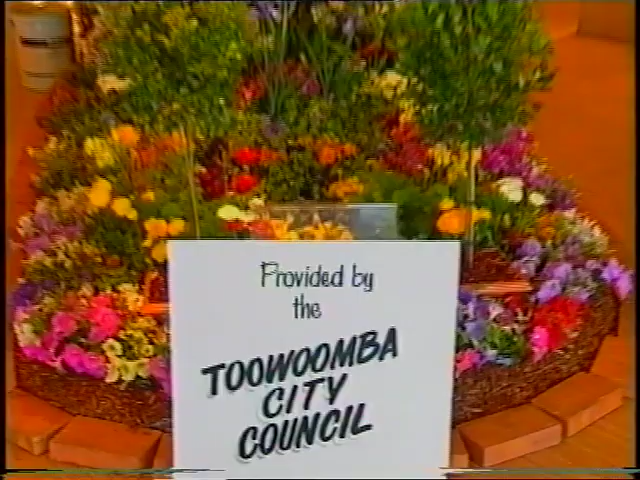 Provided by
the
TOOWOOMBA
CITY
COUNCIL